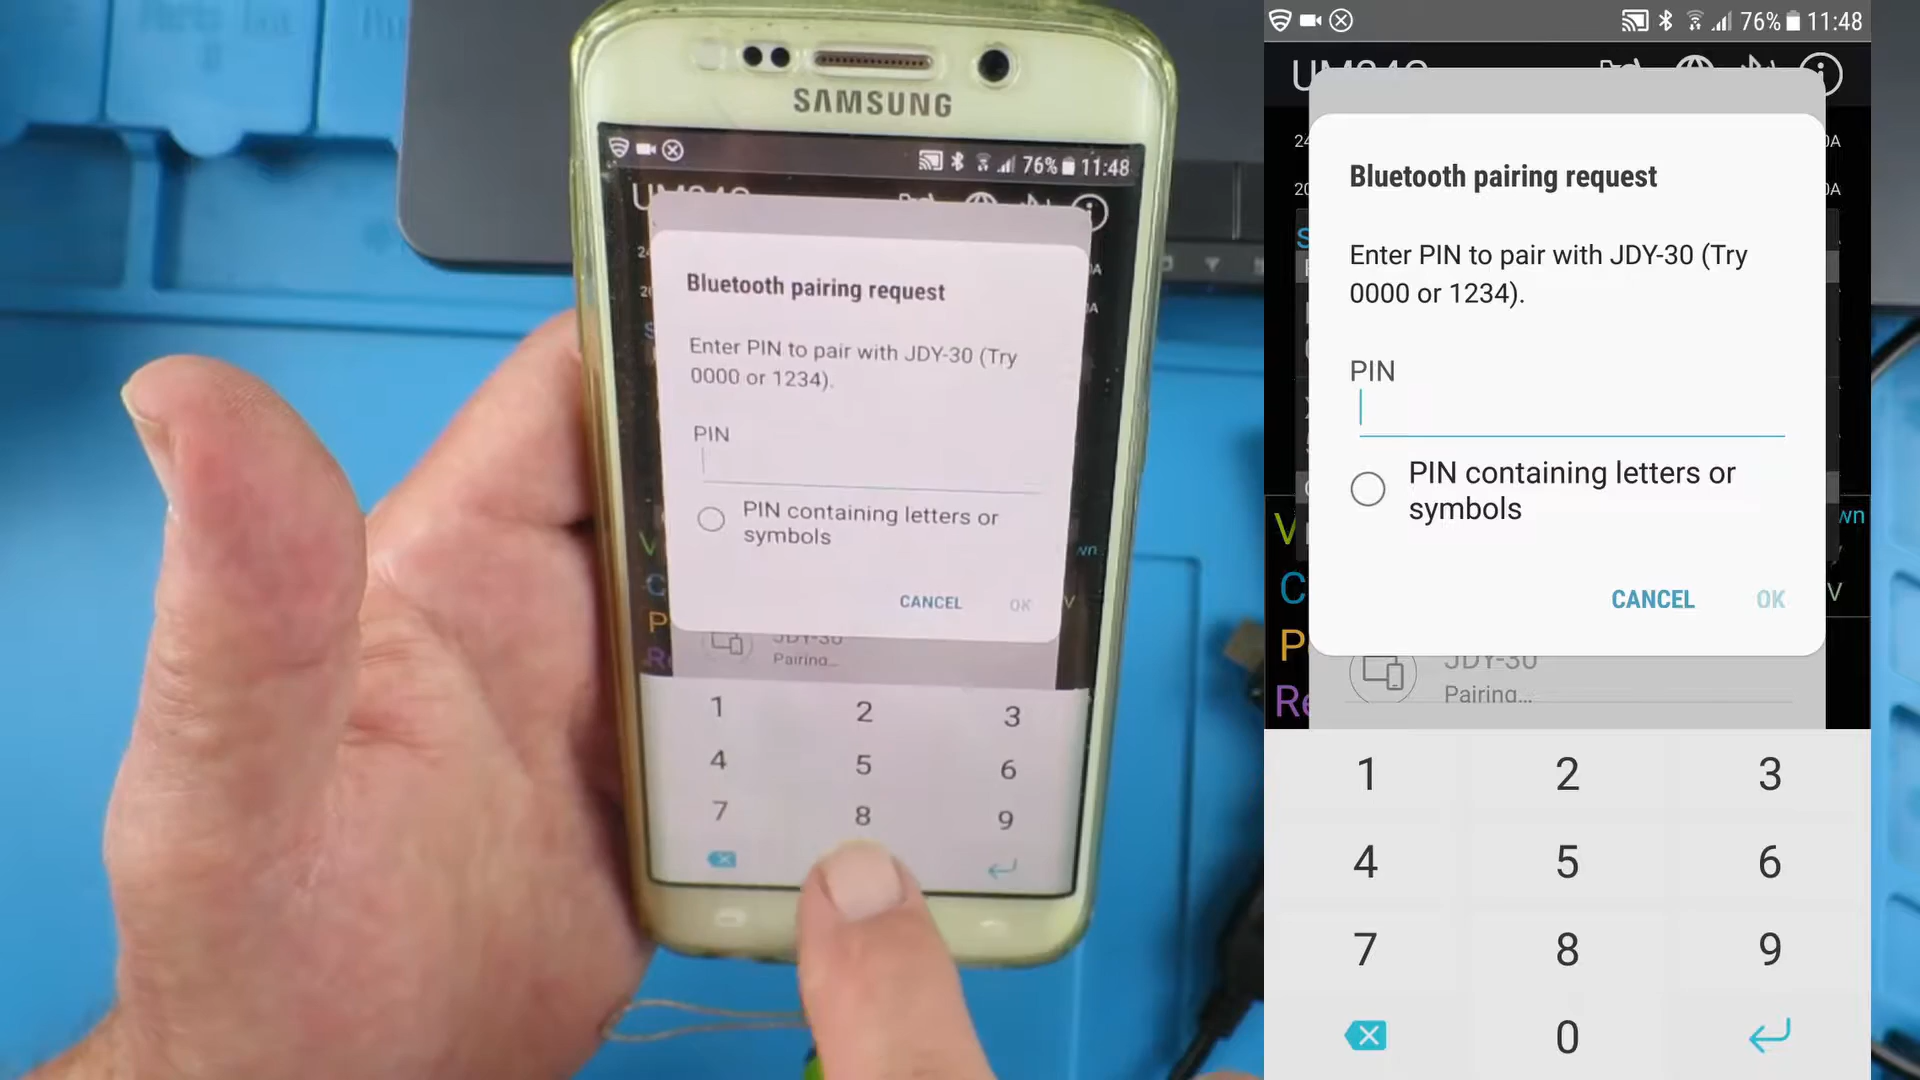 SAMSUNG
76% 11:48
Bluetooth pairing request
Enter PIN to pair with JDY-30 (Try
0000 or 1234).
PIN
PIN containing letters or
symbols
CANCEL OK
JDY-30
Pairing...
1 2 3
4 5 6
7 8 9
76% 11:48
Bluetooth pairing request
Enter PIN to pair with JDY-30 (Try
0000 or 1234).
PIN
PIN containing letters or
symbols
CANCEL OK
JDY-30
Pairing...
1 2 3
4 5 6
7 8 9
0